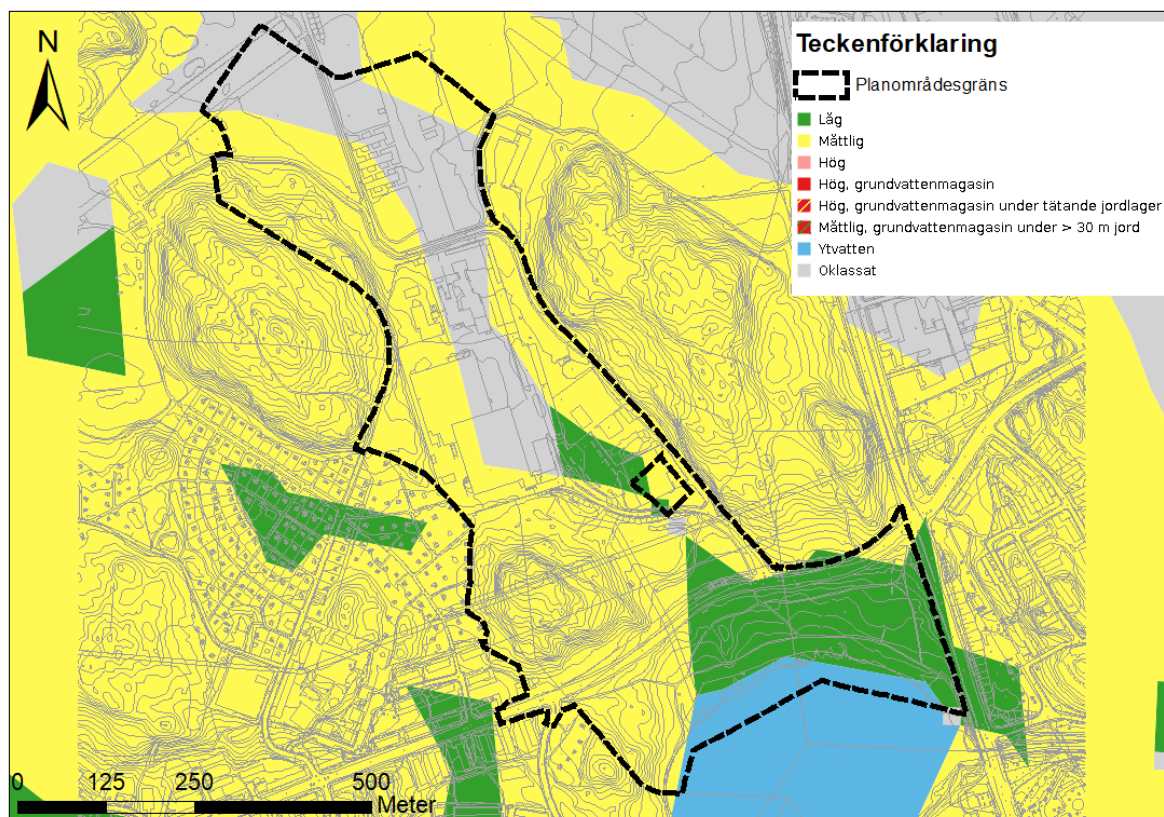 N
Teckenförklaring
Planområdesgräns
Låg
Måttlig
Hög
Hög, grundvattenmagasin
Hög, grundvattenmagasin under tätande jordlager
Måttlig, grundvattenmagasin under > 30 m jord
Ytvatten
Oklassat
0 125 250 500
Meter